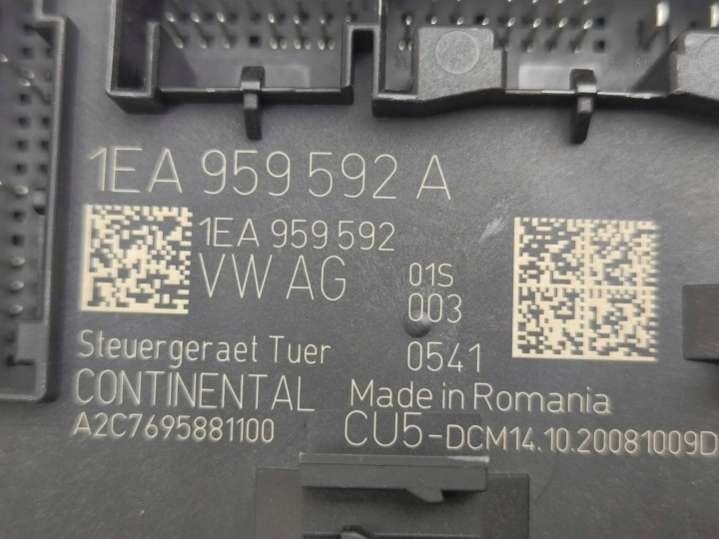 1EA 959 592 A
1EA 959 592
VW AG 01S
003
Steuergeraet Tuer 0541
CONTINENTAL Made in Romania
A2C7695881100 CU5-DCM14.10.20081009D